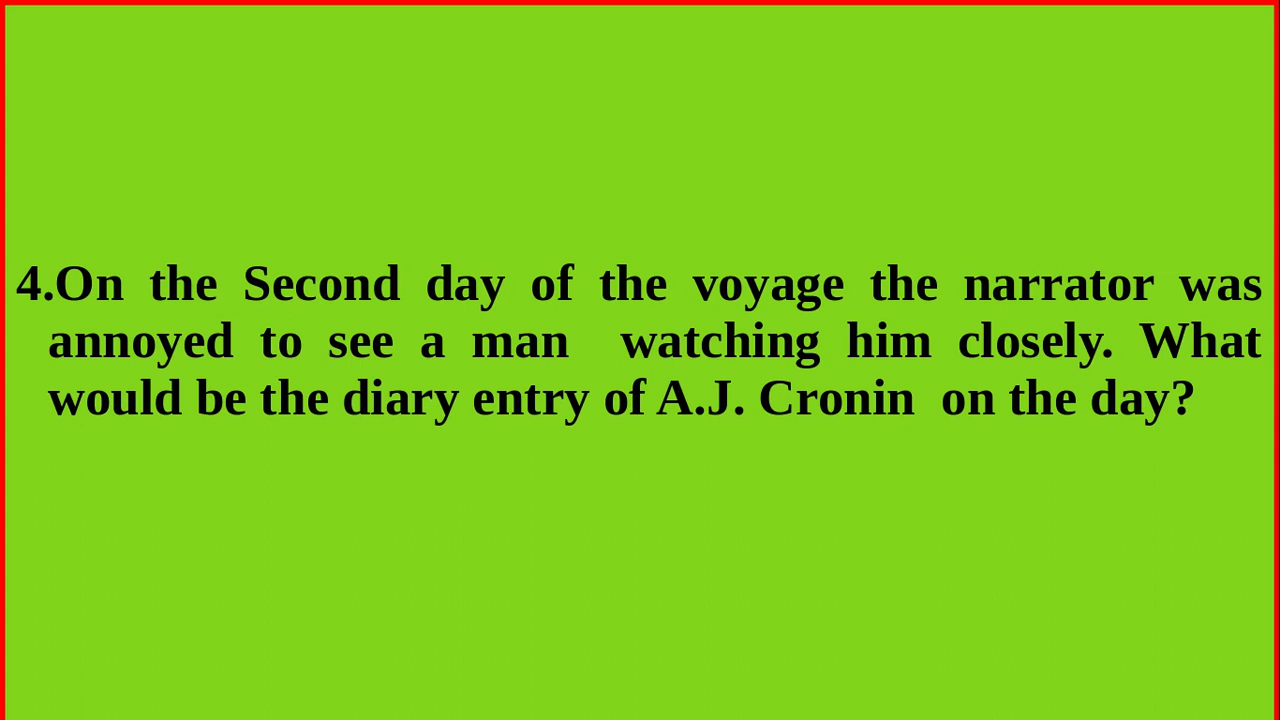 4.On the Second day of the voyage the narrator was
annoyed to see a man  watching him closely. What
would be the diary entry of A.J. Cronin  on the day?